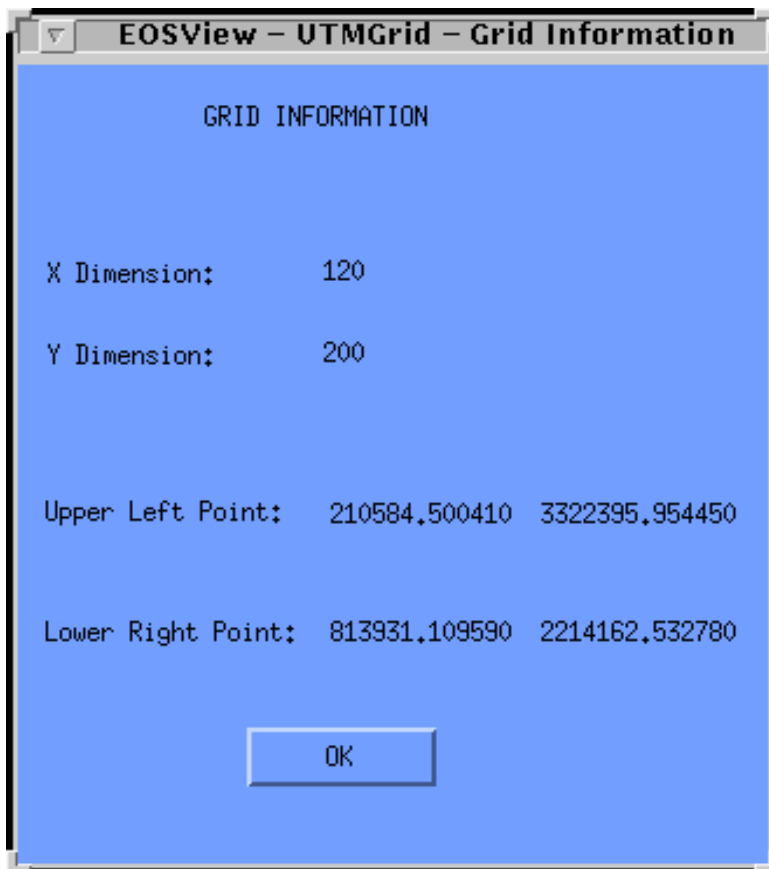 EOSView – UTMGrid – Grid Information
GRID INFORMATION
X Dimension: 120
Y Dimension: 200
Upper Left Point: 210584.500410 3322395.954450
Lower Right Point: 813931.109590 2214162.532780
OK